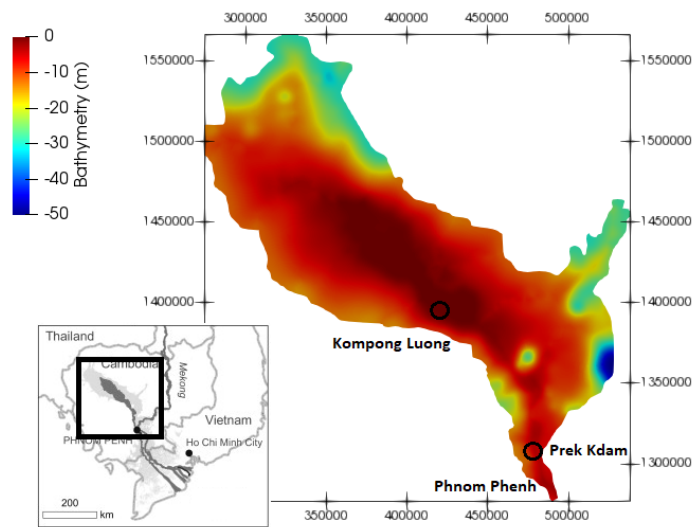 300000 350000 400000 450000 500000
0
-10
-20
-30
-40
-50
Bathymetry (m)
1550000
1500000
1450000
1400000
1350000
1300000
1550000
1500000
1450000
1400000
1350000
1300000
Kompong Luong
Prek Kdam
Phnom Phenh
300000 350000 400000 450000 500000
Thailand
Cambodia
Mekong
Vietnam
PHNOM PENH
Ho Chi Minh City
200
km